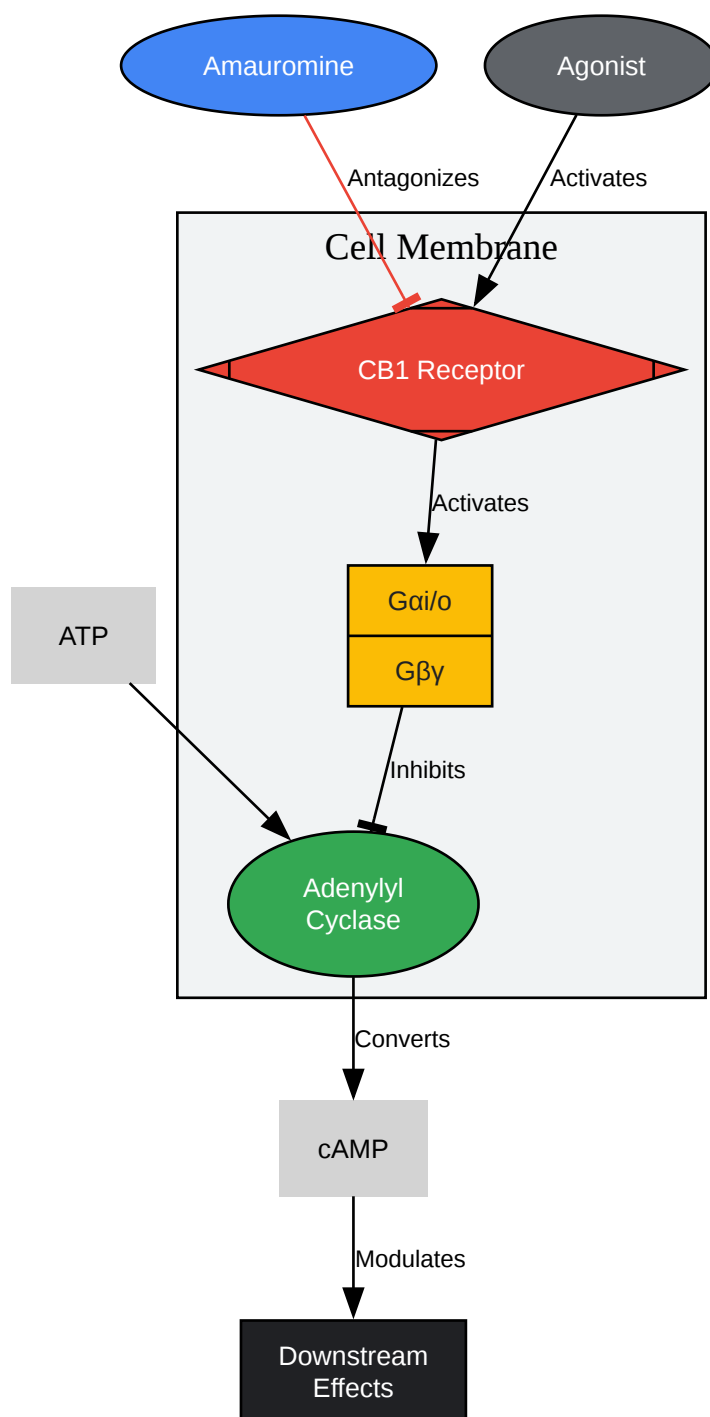 Amauromine
Agonist
Antagonizes
Activates
Cell Membrane
CB1 Receptor
Activates
Gαi/o
ATP
Gβγ
Inhibits
Adenylyl
Cyclase
Converts
cAMP
Modulates
Downstream
Effects